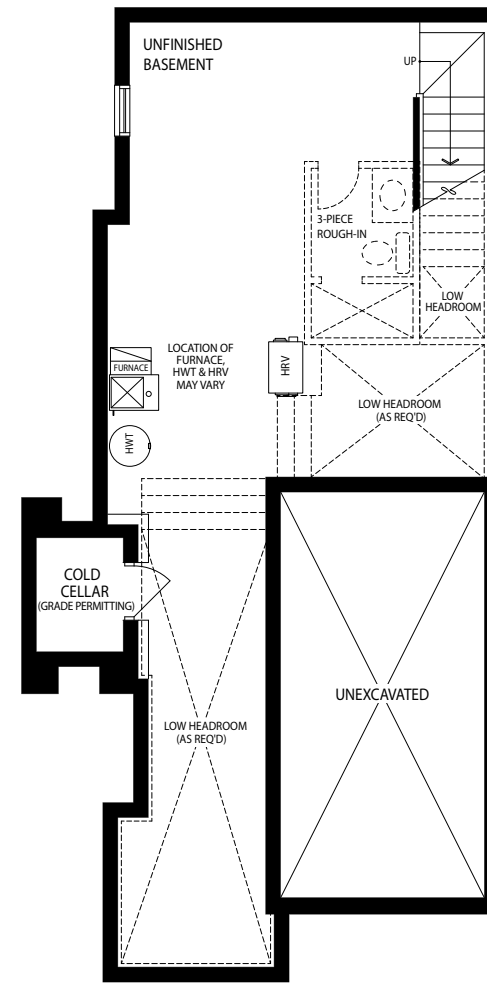 UNFINISHED
BASEMENT
UP
3-PIECE
ROUGH-IN
LOW
HEADROOM
LOCATION OF
FURNACE,
HWT & HRV
MAY VARY
FURNACE
HRV
LOW HEADROOM
(AS REQ'D)
HWT
COLD
CELLAR
(GRADE PERMITTING)
UNEXCAVATED
LOW HEADROOM
(AS REQ'D)